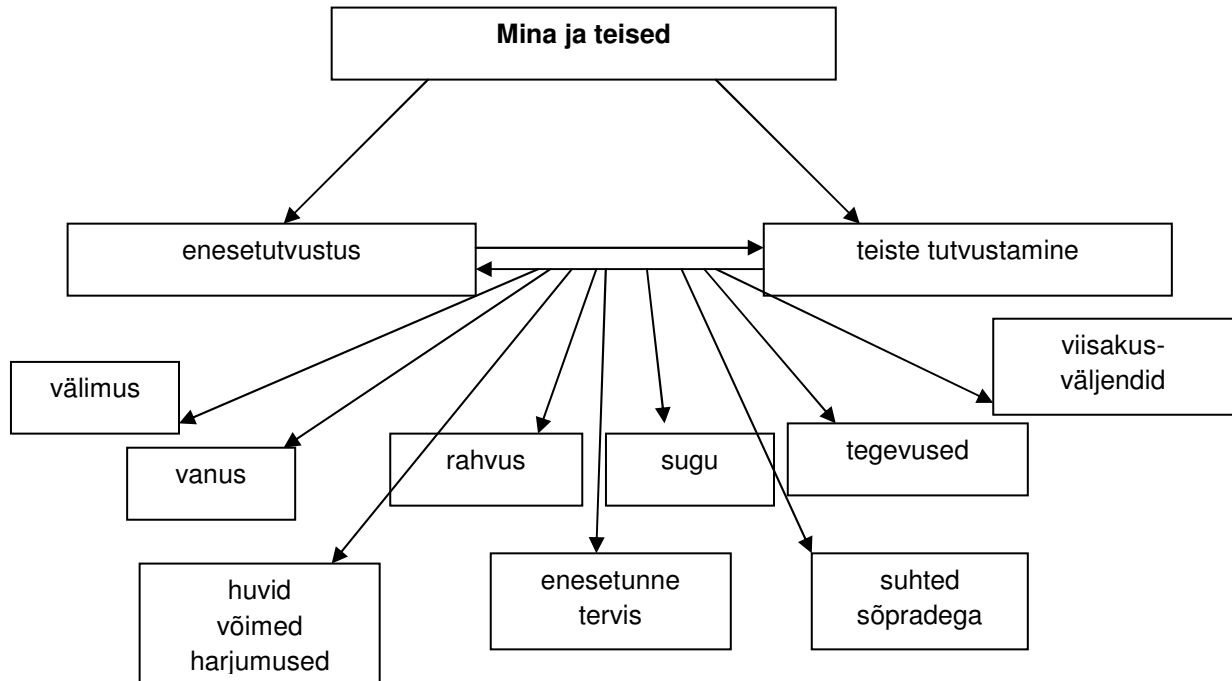 Mina ja teised
enesetutvustus
teiste tutvustamine
viisakus-
väljendid
välimus
vanus
rahvus
sugu
tegevused
huvid
võimed
harjumused
enesetunne
tervis
suhted
sõpradega